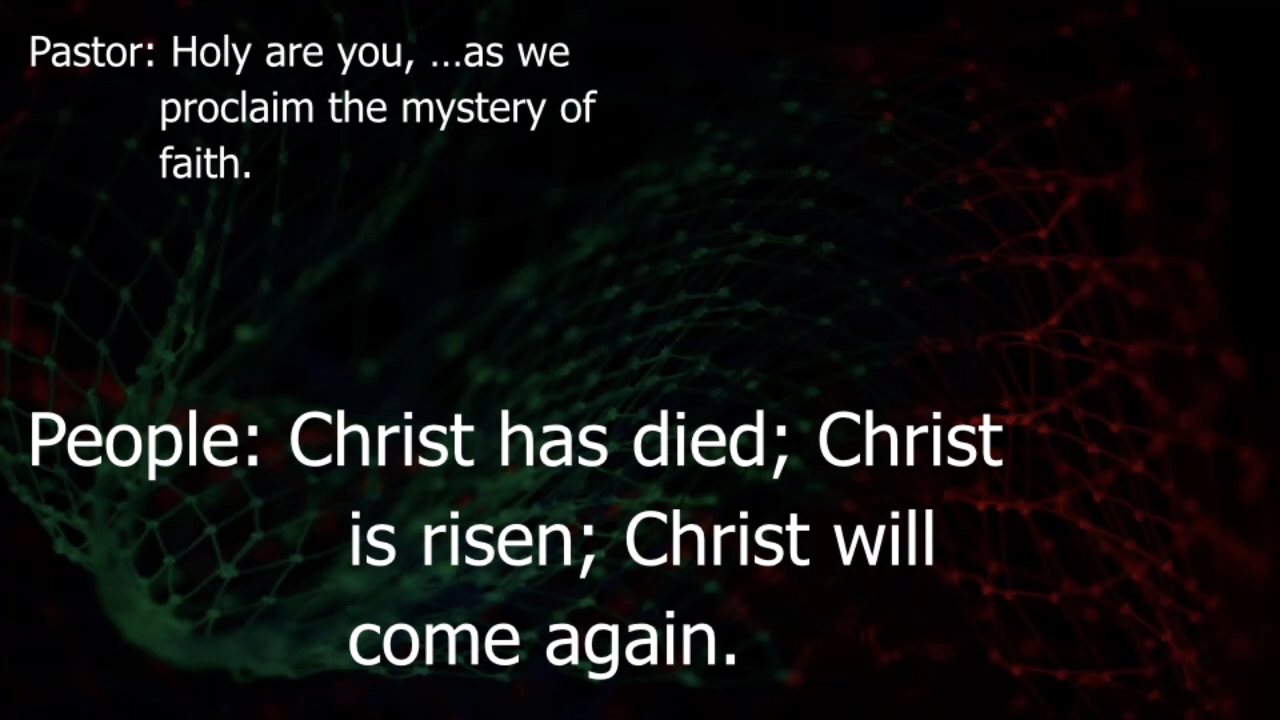 Pastor: Holy are you, …as we
proclaim the mystery of
faith.
People: Christ has died; Christ
is risen; Christ will
come again.